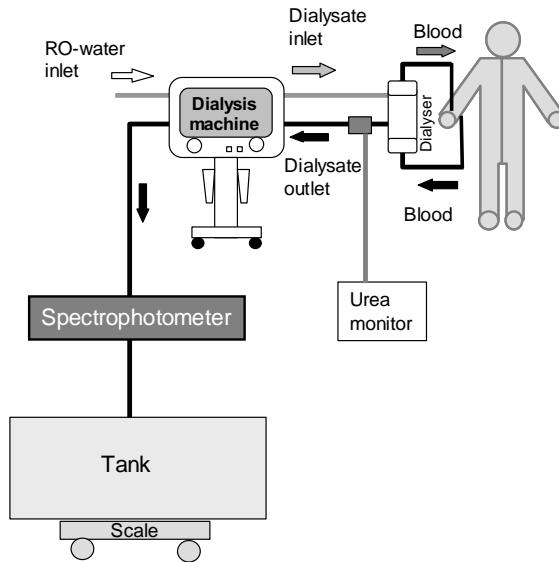 RO-water
inlet
Dialysate
inlet
Blood
Dialysis
machine
Dialyser
Dialysate
outlet
Blood
Urea
monitor
Spectrophotometer
Tank
Scale